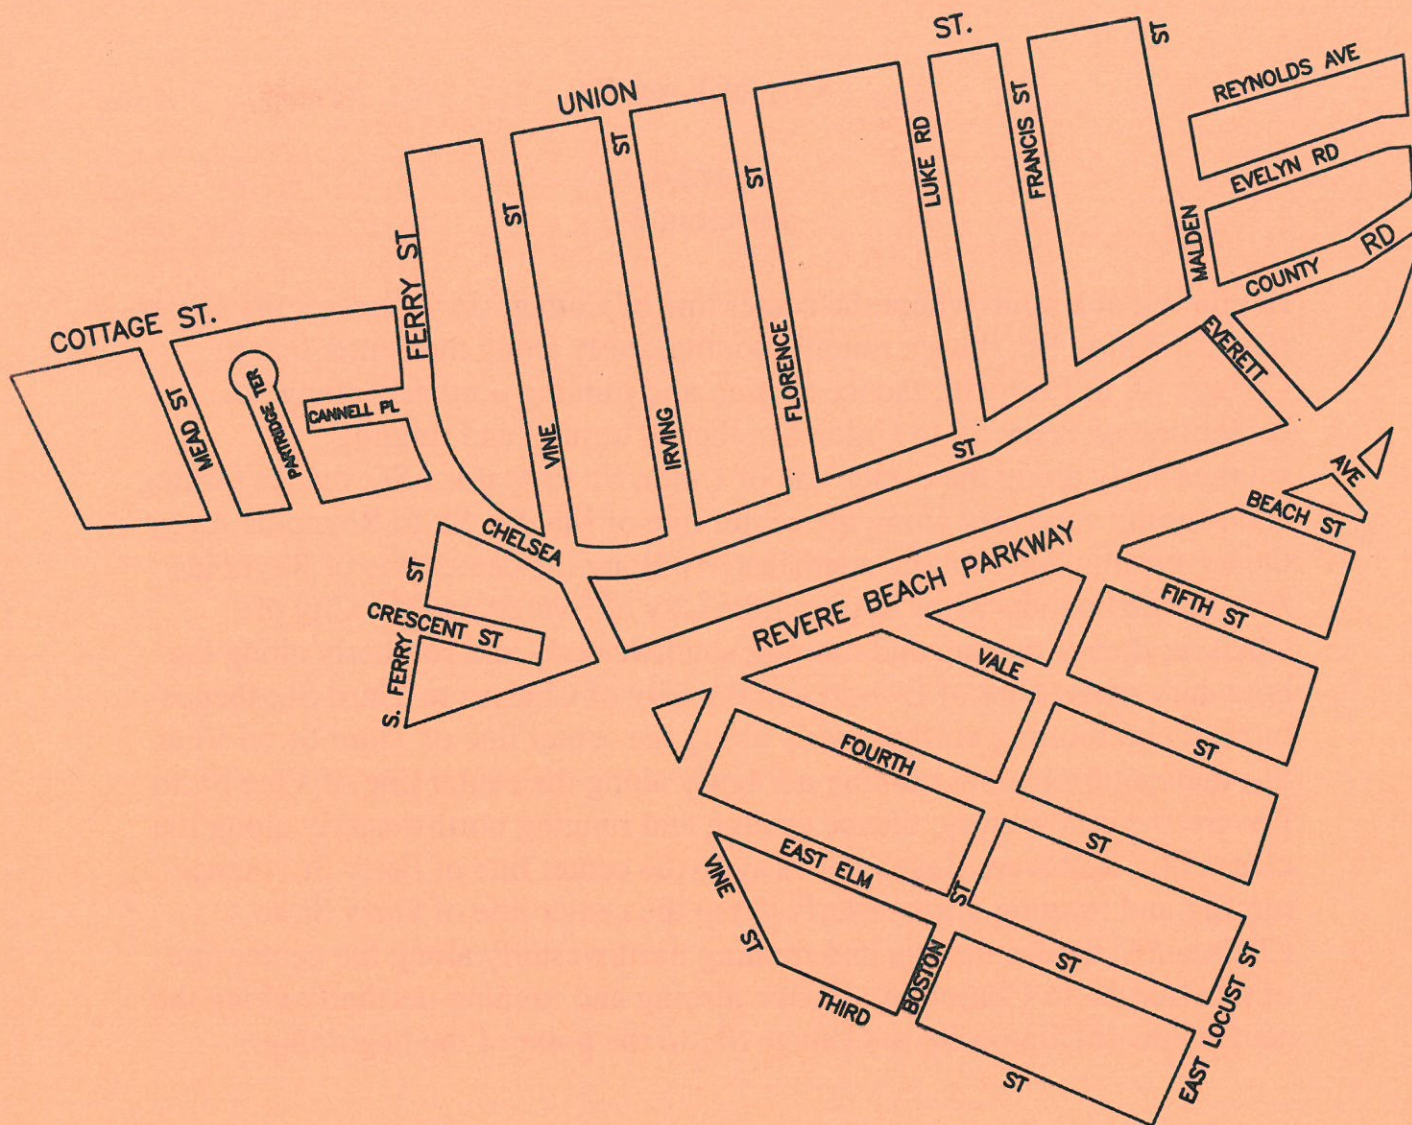 ST.
ST
REYNOLDS AVE
UNION
ST
ST
ST
LUKE RD
FRANCIS ST
EVELYN RD
MALDEN
COUNTY RD
FERRY ST
COTTAGE ST.
MEAD ST
PARTRIDGE TER
CANNELL PL
VINE
IRVING
FLORENCE
ST
EVERETT
AVE
BEACH ST
CHELSEA
ST
CRESCENT ST
S. FERRY
REVERE BEACH PARKWAY
FIFTH ST
VALE
ST
FOURTH
ST
EAST ELM
ST
ST
VINE
ST
BOSTON
THIRD
ST
EAST LOCUST ST